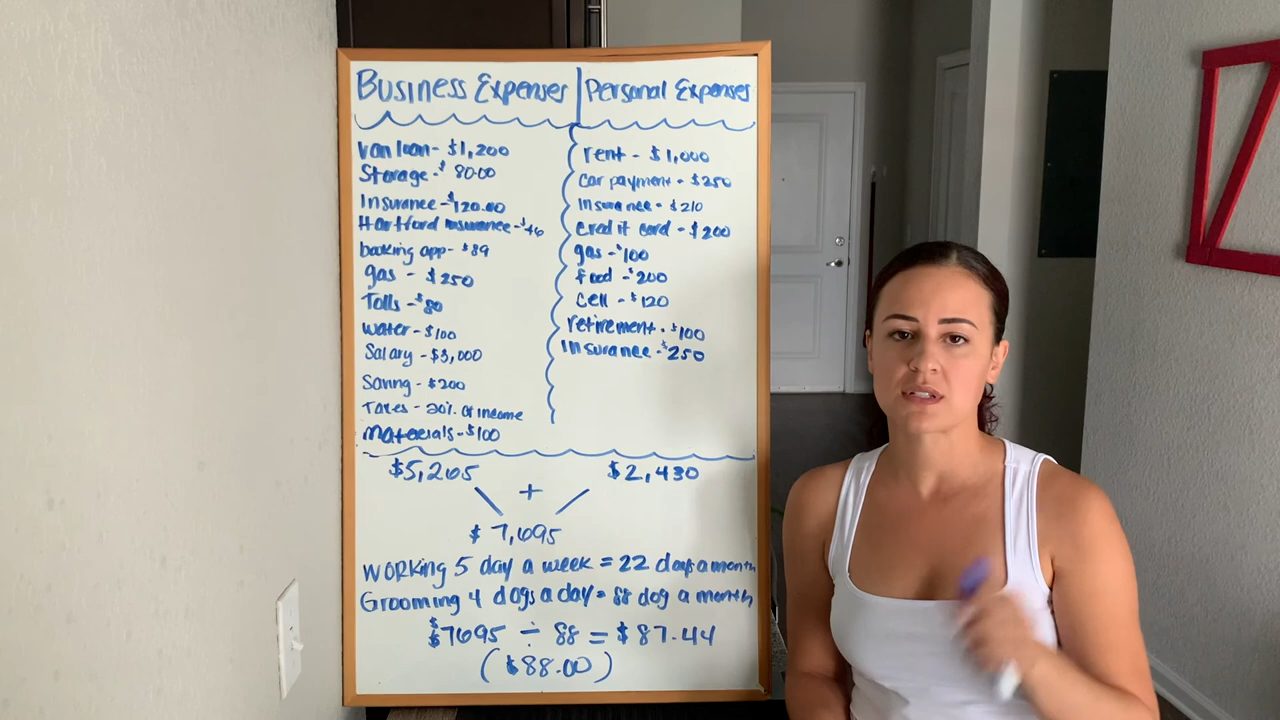 Business Expenses
van loan - $1,200
Storage - $80.00
Insurance - $120.00
Hartford insurance - $46
booking app - $89
gas - $250
Tolls - $80
water - $100
Salary - $3,000
Saving - $200
Taxes - 20% of income
Materials - $100
$5,265
Personal Expenses
rent - $1,000
car payment - $250
Insurance - $210
credit card - $200
gas - $100
food - $200
cell - $120
retirement - $100
Insurance - $250
$2,430
+
$7,695
WORKING 5 day a week = 22 days a month
Grooming 4 dogs a day = 88 dog a month
$7695 ÷ 88 = $87.44
($88.00)